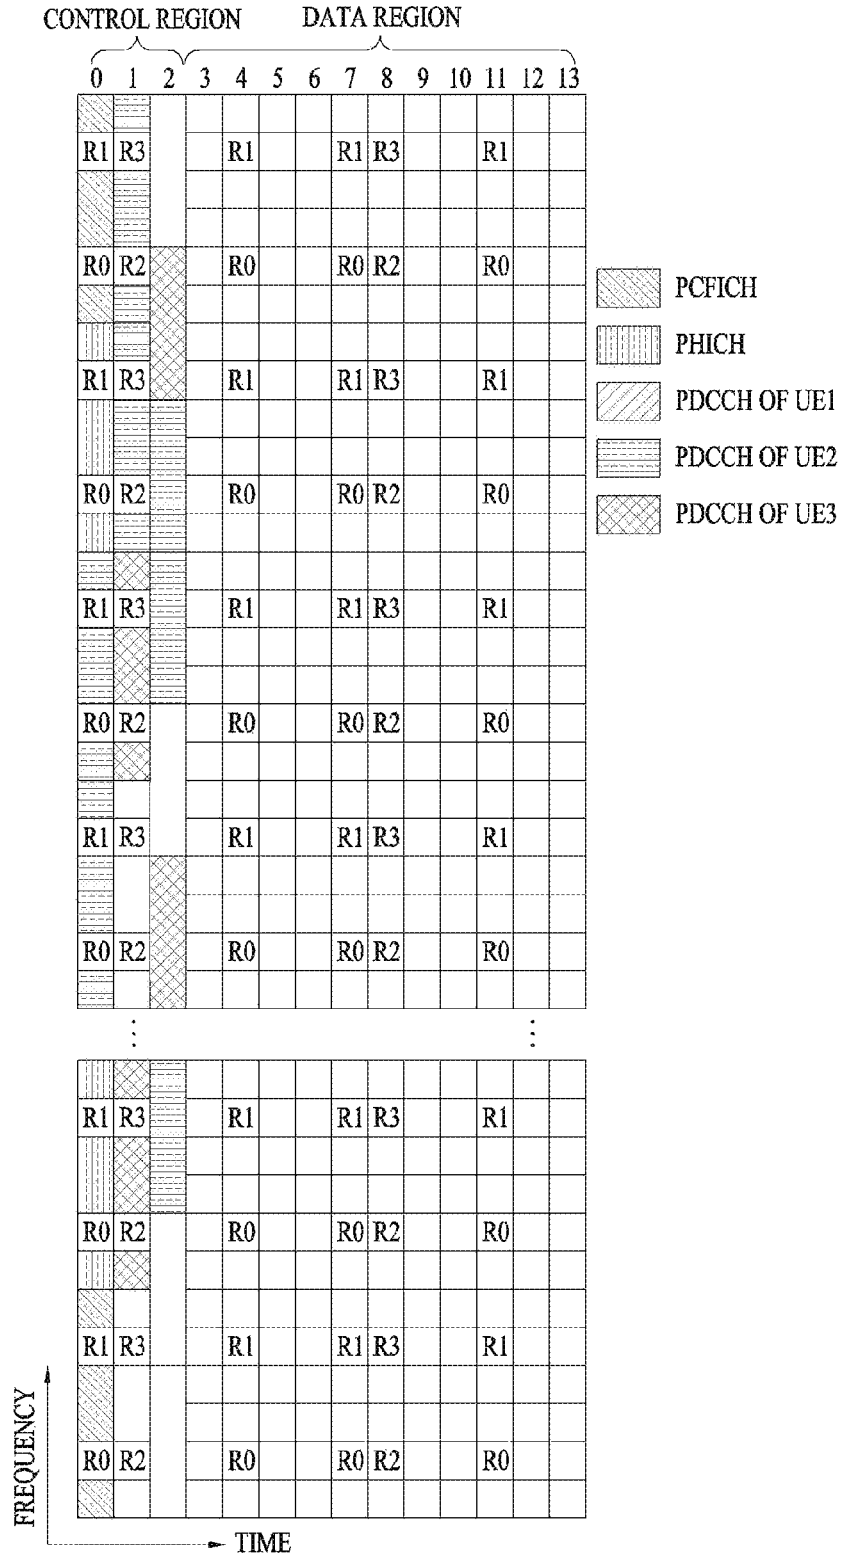 CONTROL REGION DATA REGION
0 1 2 3 4 5 6 7 8 9 10 11 12 13
R1 R3 R1 R1 R3 R1
R0 R2 R0 R0 R2 R0
PCFICH
PHICH
R1 R3 R1 R1 R3 R1
PDCCH OF UE1
PDCCH OF UE2
R0 R2 R0 R0 R2 R0
PDCCH OF UE3
R1 R3 R1 R1 R3 R1
R0 R2 R0 R0 R2 R0
R1 R3 R1 R1 R3 R1
R0 R2 R0 R0 R2 R0
R1 R3 R1 R1 R3 R1
R0 R2 R0 R0 R2 R0
R1 R3 R1 R1 R3 R1
R0 R2 R0 R0 R2 R0
FREQUENCY
TIME